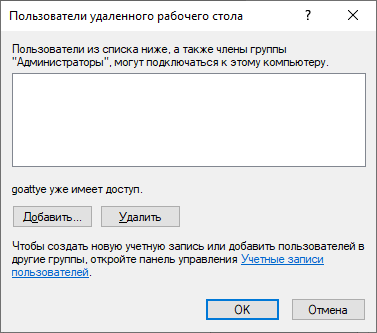 Пользователи удаленного рабочего стола
Пользователи из списка ниже, а также члены группы
"Администраторы", могут подключаться к этому компьютеру.
goattye уже имеет доступ.
Добавить... Удалить
Чтобы создать новую учетную запись или добавить пользователей в
другие группы, откройте панель управления Учетные записи
пользователей.
OK Отмена